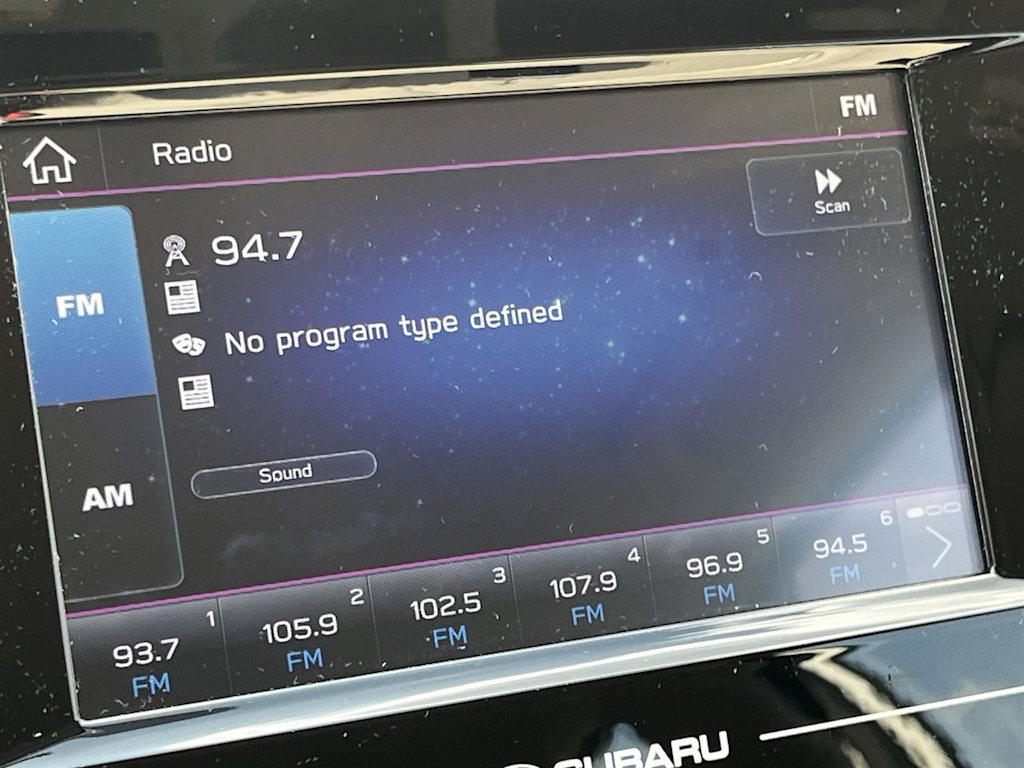 Radio
FM
Scan
94.7
FM
No program type defined
AM
Sound
1
93.7
FM
2
105.9
FM
3
102.5
FM
4
107.9
FM
5
96.9
FM
6
94.5
FM
SUBARU